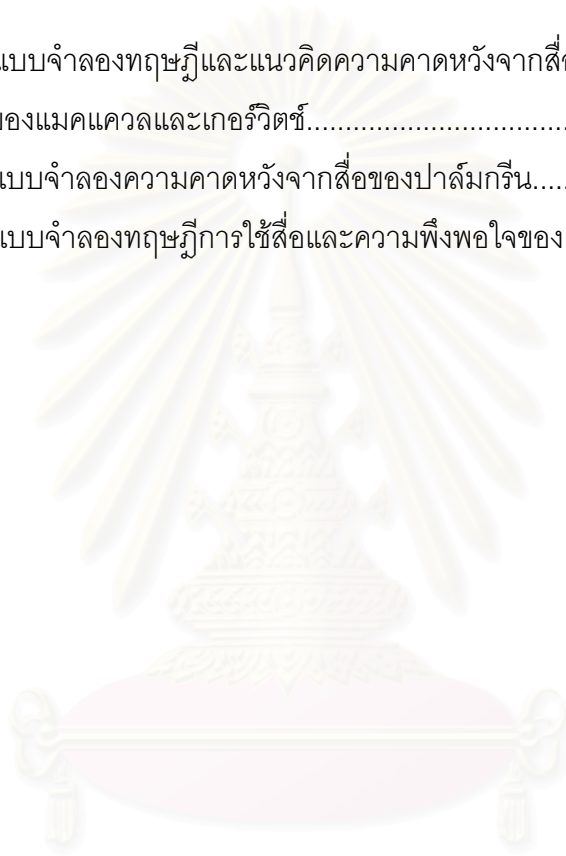 แบบจำลองทฤษฎีและแนวคิดความคาดหวังจากสื่อ
ของแมคแควลและเกอร์วิตช์.................................
แบบจำลองความคาดหวังจากสื่อของปาล์มกรีน.....
แบบจำลองทฤษฎีการใช้สื่อและความพึงพอใจของ